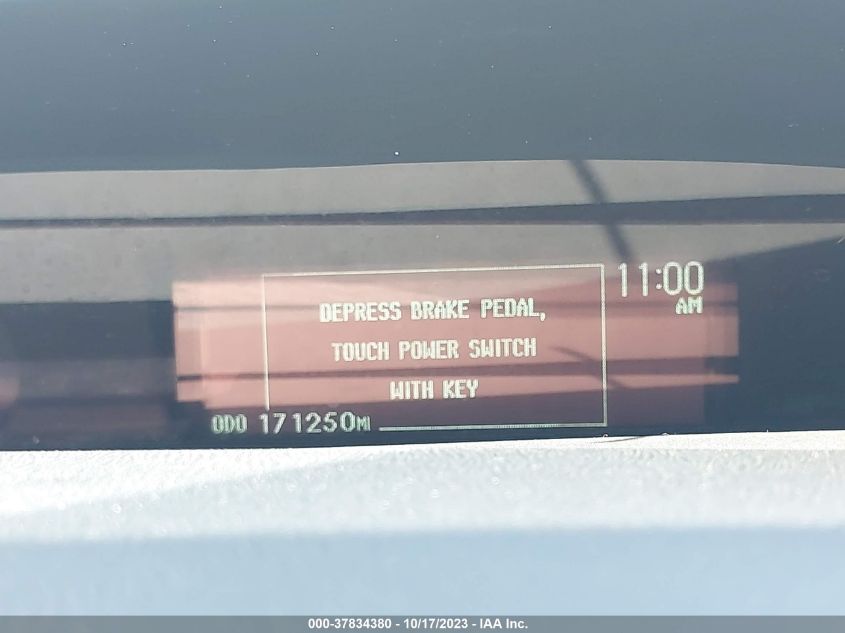 11:00
AM
DEPRESS BRAKE PEDAL,
TOUCH POWER SWITCH
WITH KEY
ODO 171250MI
000-37834380 - 10/17/2023 - IAA Inc.